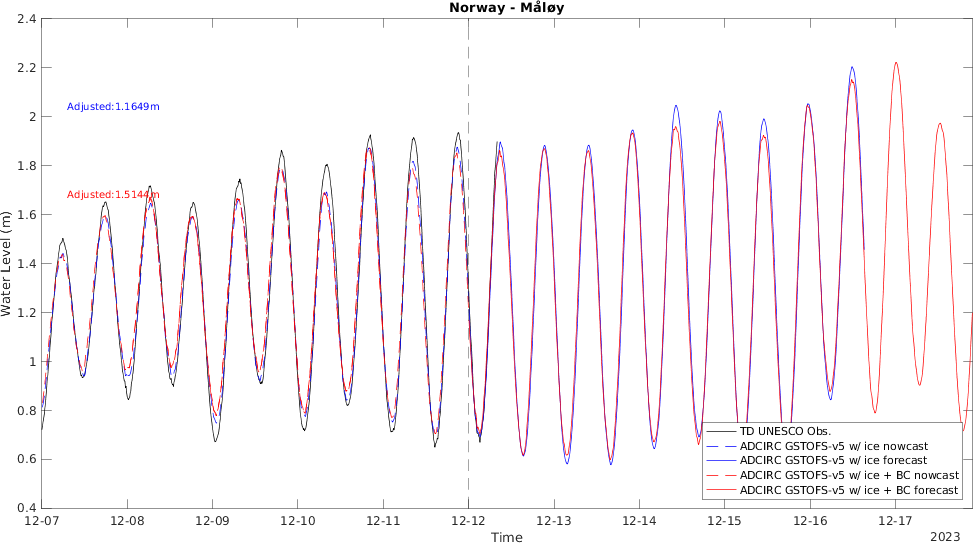 Norway - Måløy
2.4
2.2
2
1.8
1.6
1.4
1.2
1
0.8
0.6
0.4
Water Level (m)
Adjusted:1.1649m
Adjusted:1.5144m
TD UNESCO Obs.
ADCIRC GSTOFS-v5 w/ ice nowcast
ADCIRC GSTOFS-v5 w/ ice forecast
ADCIRC GSTOFS-v5 w/ ice + BC nowcast
ADCIRC GSTOFS-v5 w/ ice + BC forecast
12-07 12-08 12-09 12-10 12-11 12-12 12-13 12-14 12-15 12-16 12-17
Time
2023